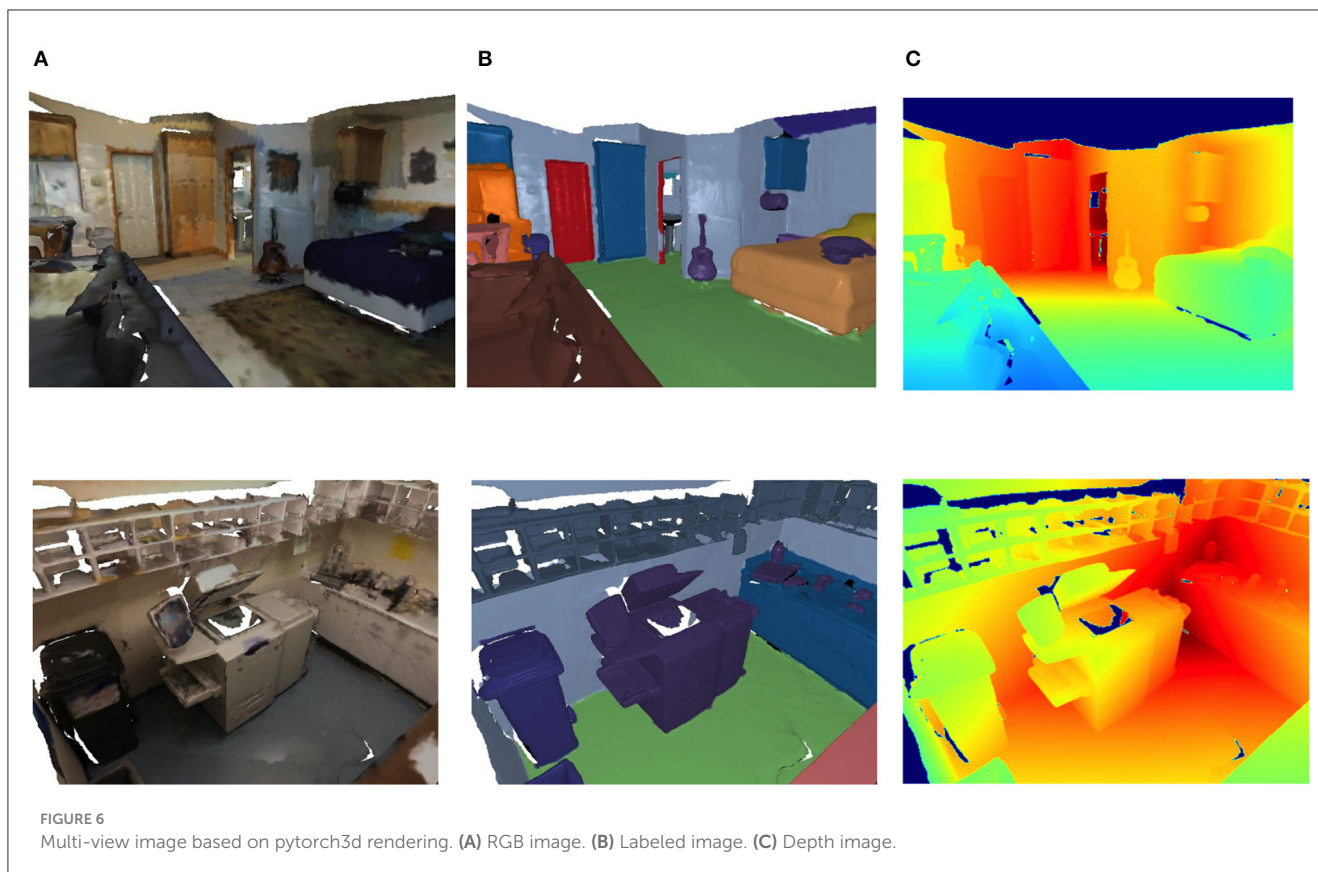 A
B
C
FIGURE 6
Multi-view image based on pytorch3d rendering. (A) RGB image. (B) Labeled image. (C) Depth image.